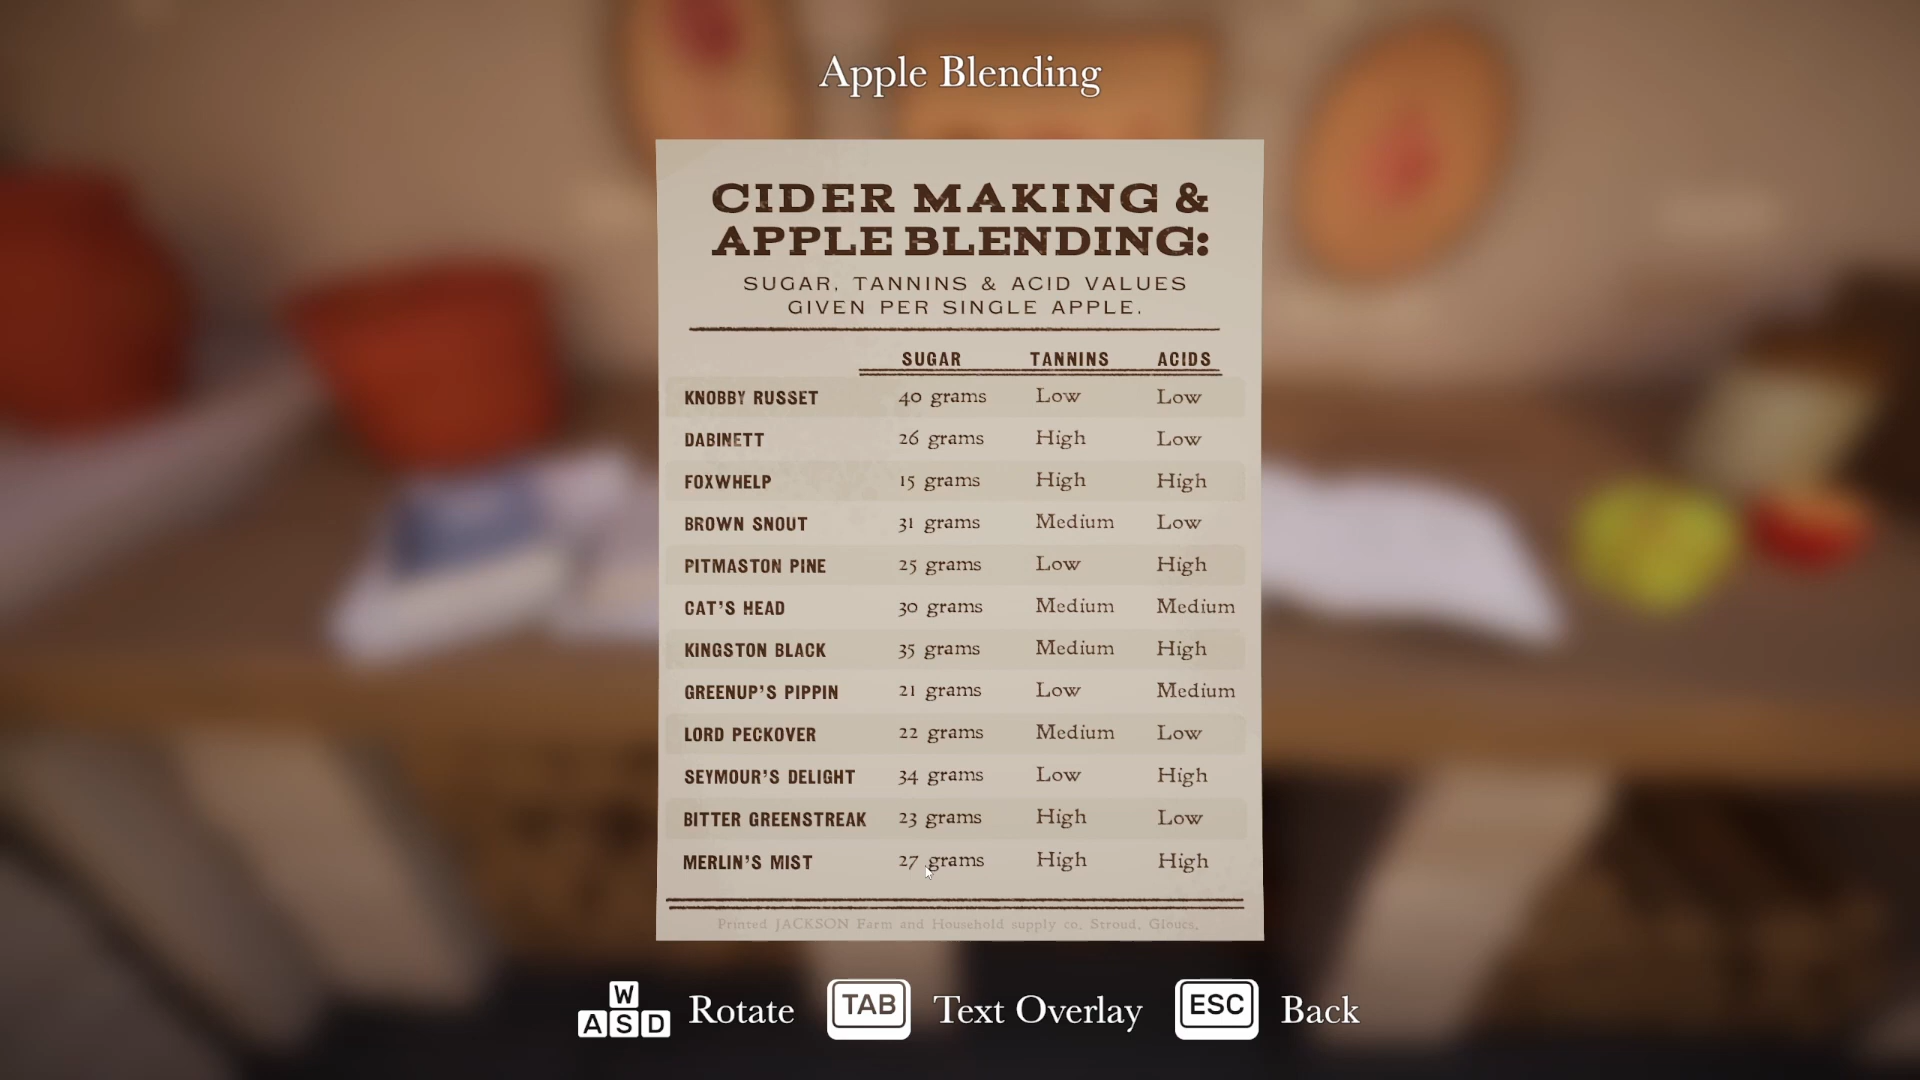 Apple Blending
CIDER MAKING &
APPLE BLENDING:
SUGAR, TANNINS & ACID VALUES
GIVEN PER SINGLE APPLE.
SUGAR TANNINS ACIDS
KNOBBY RUSSET 40 grams Low Low
DABINETT 26 grams High Low
FOXWHELP 15 grams High High
BROWN SNOUT 31 grams Medium Low
PITMASTON PINE 25 grams Low High
CAT'S HEAD 30 grams Medium Medium
KINGSTON BLACK 35 grams Medium High
GREENUP'S PIPPIN 21 grams Low Medium
LORD PECKOVER 22 grams Medium Low
SEYMOUR'S DELIGHT 34 grams Low High
BITTER GREENSTREAK 23 grams High Low
MERLIN'S MIST 27 grams High High
Printed JACKSON Farm and Household supply co. Stroud, Gloucs.
W
A S D Rotate TAB Text Overlay ESC Back